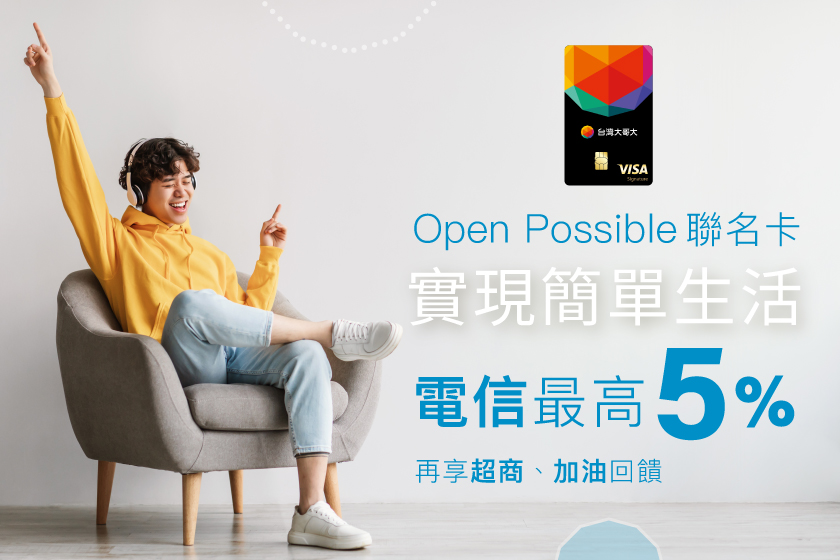 台灣大哥大
VISA
Signature
Open Possible 聯名卡
實現簡單生活
電信最高5%
再享超商、加油回饋